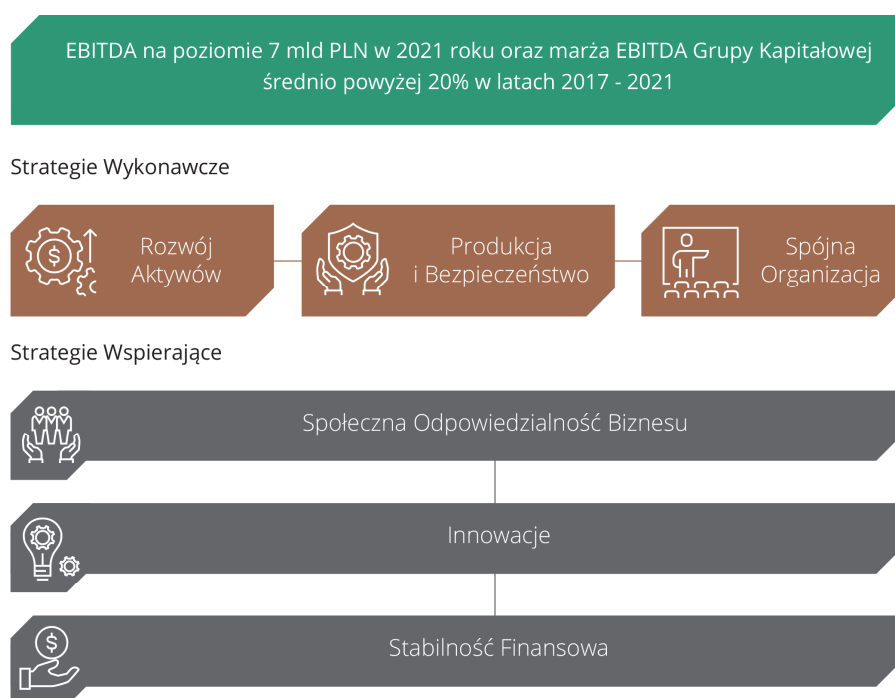 EBITDA na poziomie 7 mld PLN w 2021 roku oraz marża EBITDA Grupy Kapitałowej
średnio powyżej 20% w latach 2017 - 2021
Strategie Wykonawcze
Rozwój
Aktywów
Produkcja
i Bezpieczeństwo
Spójna
Organizacja
Strategie Wspierające
Społeczna Odpowiedzialność Biznesu
Innowacje
Stabilność Finansowa